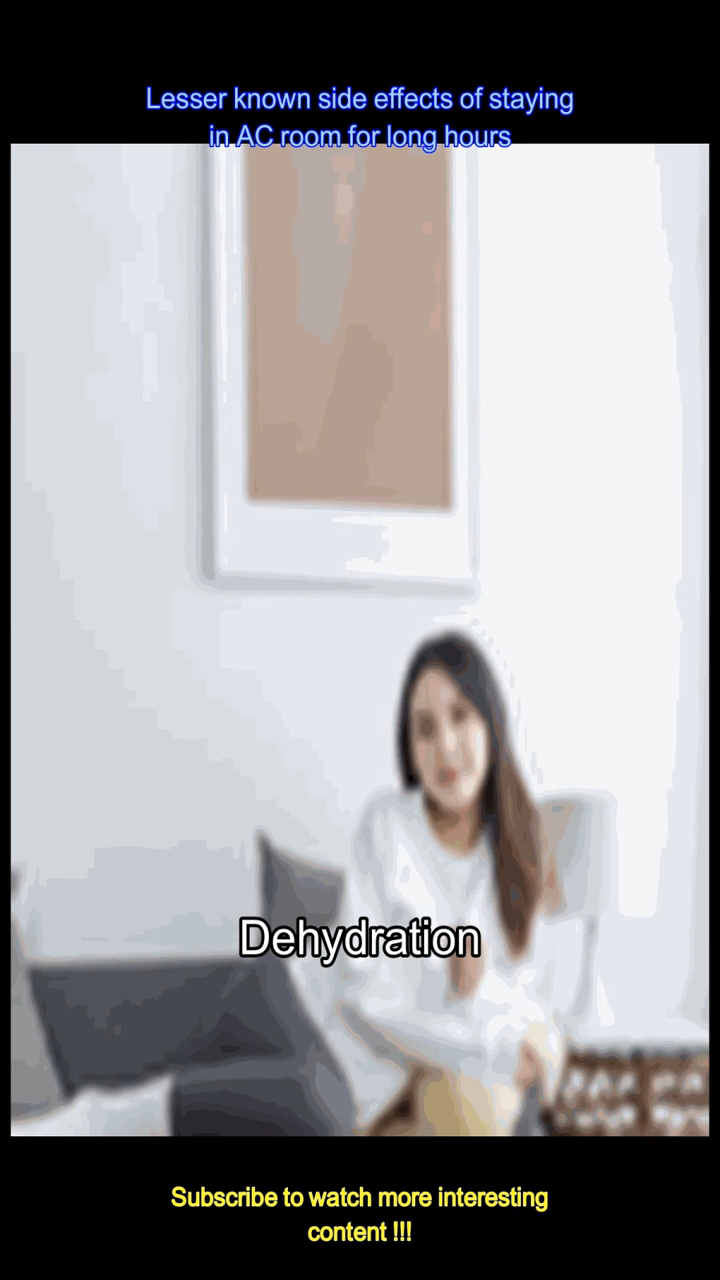 Lesser known side effects of staying
in AC room for long hours
Dehydration
Subscribe to watch more interesting
content !!!